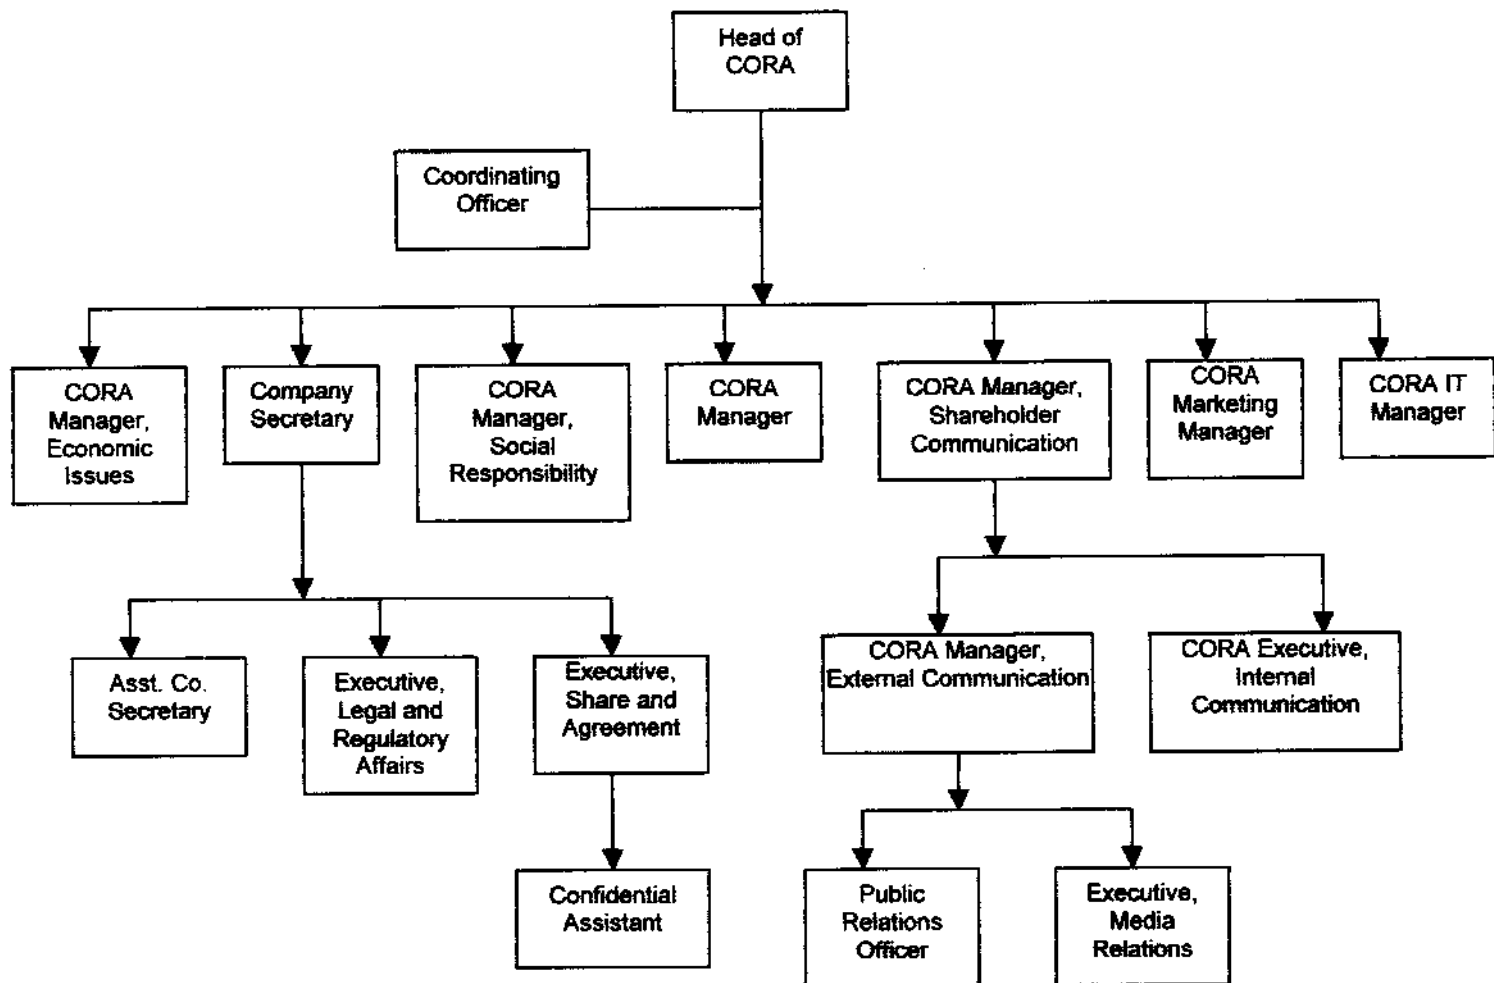 Head of
CORA
Coordinating
Officer
CORA
Manager,
Economic
Issues
Company
Secretary
CORA
Manager,
Social
Responsibility
CORA
Manager
CORA Manager,
Shareholder
Communication
CORA
Marketing
Manager
CORA IT
Manager
Asst. Co.
Secretary
Executive,
Legal and
Regulatory
Affairs
Executive,
Share and
Agreement
CORA Manager,
External Communication
CORA Executive,
Internal
Communication
Confidential
Assistant
Public
Relations
Officer
Executive,
Media
Relations